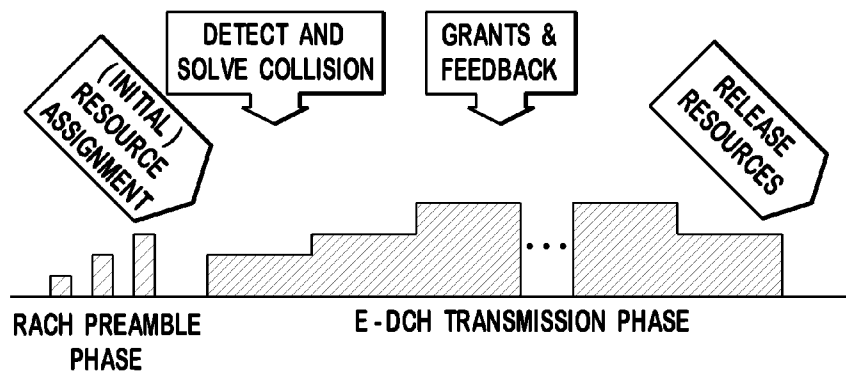 (INITIAL)
RESOURCE
ASSIGNMENT
DETECT AND
SOLVE COLLISION
GRANTS &
FEEDBACK
RELEASE
RESOURCES
...
RACH PREAMBLE
PHASE
E-DCH TRANSMISSION PHASE